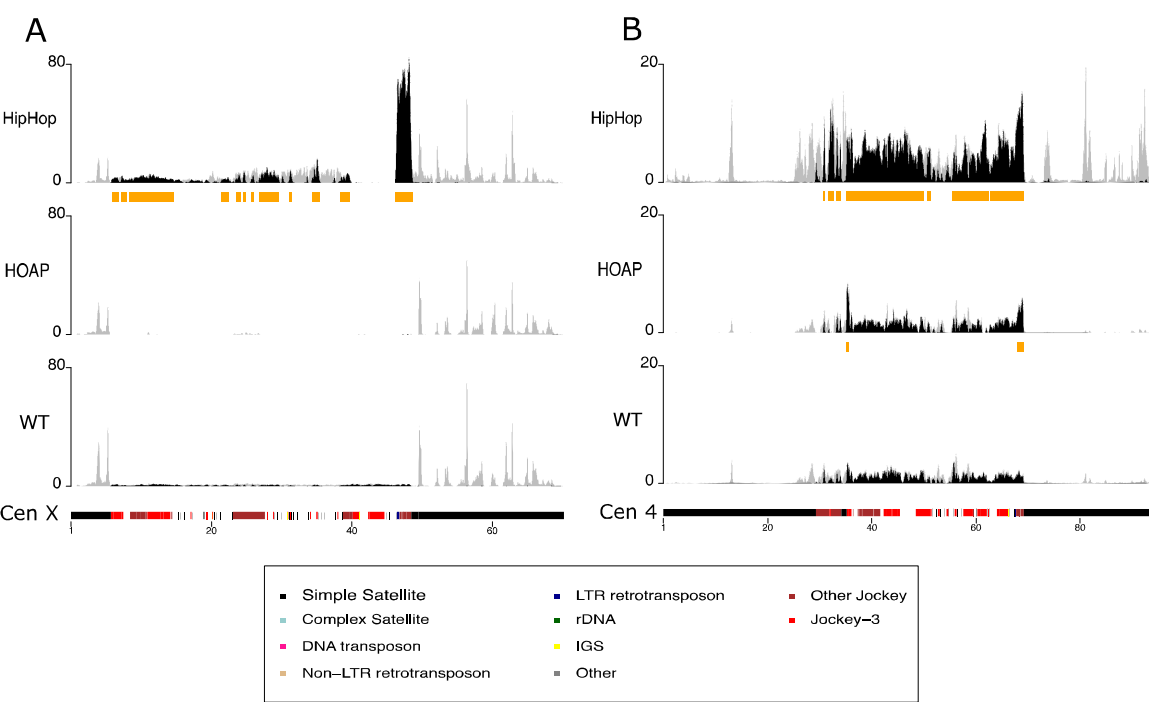 A
B
80
HipHop
0
20
HipHop
0
80
HOAP
0
20
HOAP
0
80
WT
0
20
WT
0
Cen X
1
20
40
60
Cen 4
1
20
40
60
80
Simple Satellite
Complex Satellite
DNA transposon
Non−LTR retrotransposon
LTR retrotransposon
rDNA
IGS
Other
Other Jockey
Jockey−3